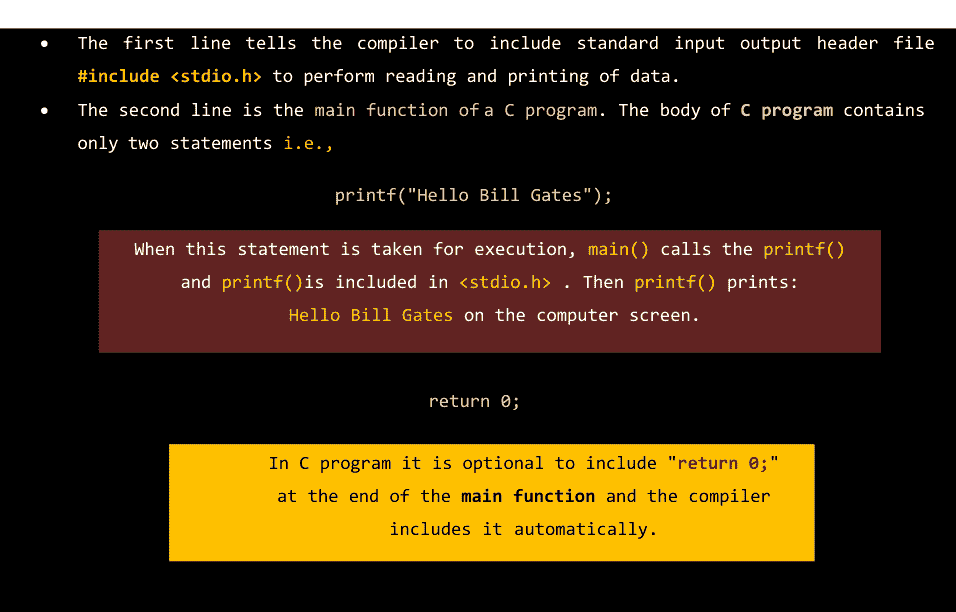 • The first line tells the compiler to include standard input output header file
#include <stdio.h> to perform reading and printing of data.
• The second line is the main function of a C program. The body of C program contains
only two statements i.e.,
printf("Hello Bill Gates");
When this statement is taken for execution, main() calls the printf()
and printf()is included in <stdio.h> . Then printf() prints:
Hello Bill Gates on the computer screen.
return 0;
In C program it is optional to include "return 0;"
at the end of the main function and the compiler
includes it automatically.